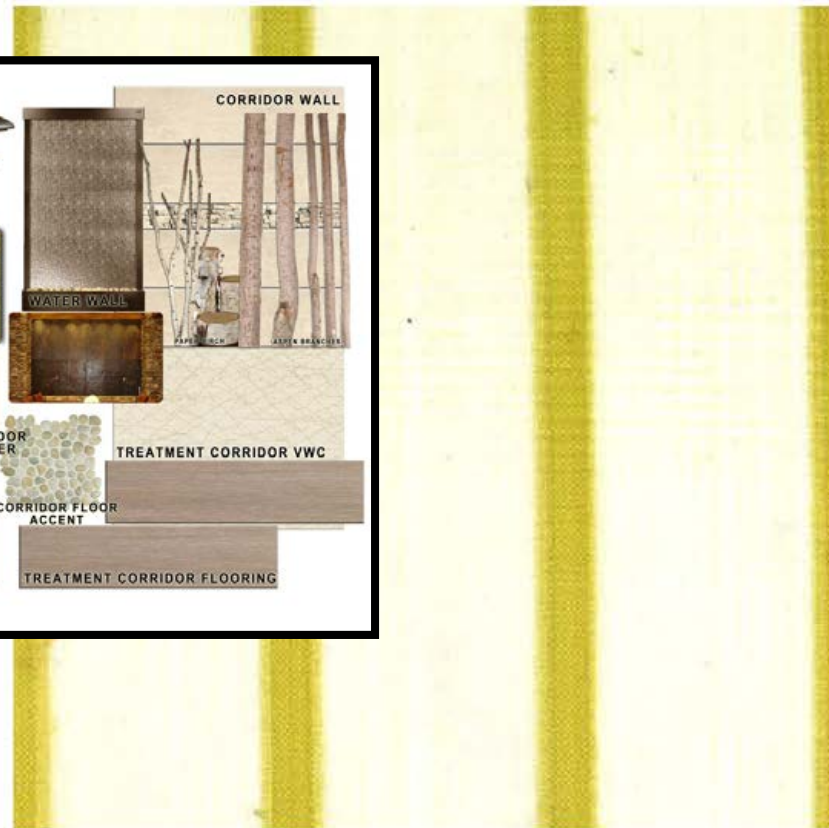 CORRIDOR WALL
WATER WALL
PAPER BIRCH
ASPEN BRANCHES
TREATMENT CORRIDOR VWC
CORRIDOR FLOOR
ACCENT
TREATMENT CORRIDOR FLOORING